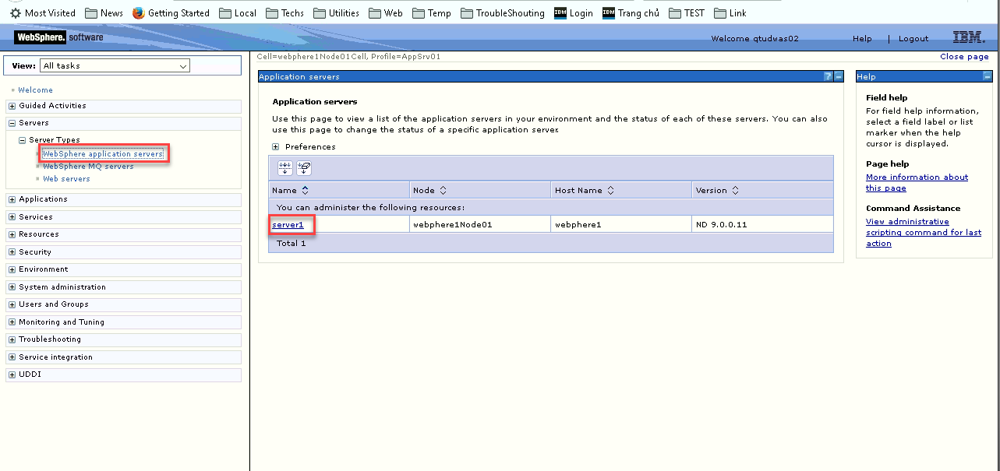 Most Visited News Getting Started Local Techs Utilities Web Temp TroubleShouting IBM Login IBM Trang chủ TEST Link
WebSphere. software Welcome qtudwas02 Help | Logout IBM.
View: All tasks
Welcome
Guided Activities
Servers
Server Types
WebSphere application servers
WebSphere MQ servers
Web servers
Applications
Services
Resources
Security
Environment
System administration
Users and Groups
Monitoring and Tuning
Troubleshooting
Service integration
UDDI
Cell=webphere1Node01Cell, Profile=AppSrv01 Close page
Application servers ?
Application servers
Use this page to view a list of the application servers in your environment and the status of each of these servers. You can also
use this page to change the status of a specific application server.
Preferences
Name Node Host Name Version
You can administer the following resources:
server1 webphere1Node01 webphere1 ND 9.0.0.11
Total 1
Help
Field help
For field help information,
select a field label or list
marker when the help
cursor is displayed.
Page help
More information about
this page
Command Assistance
View administrative
scripting command for last
action